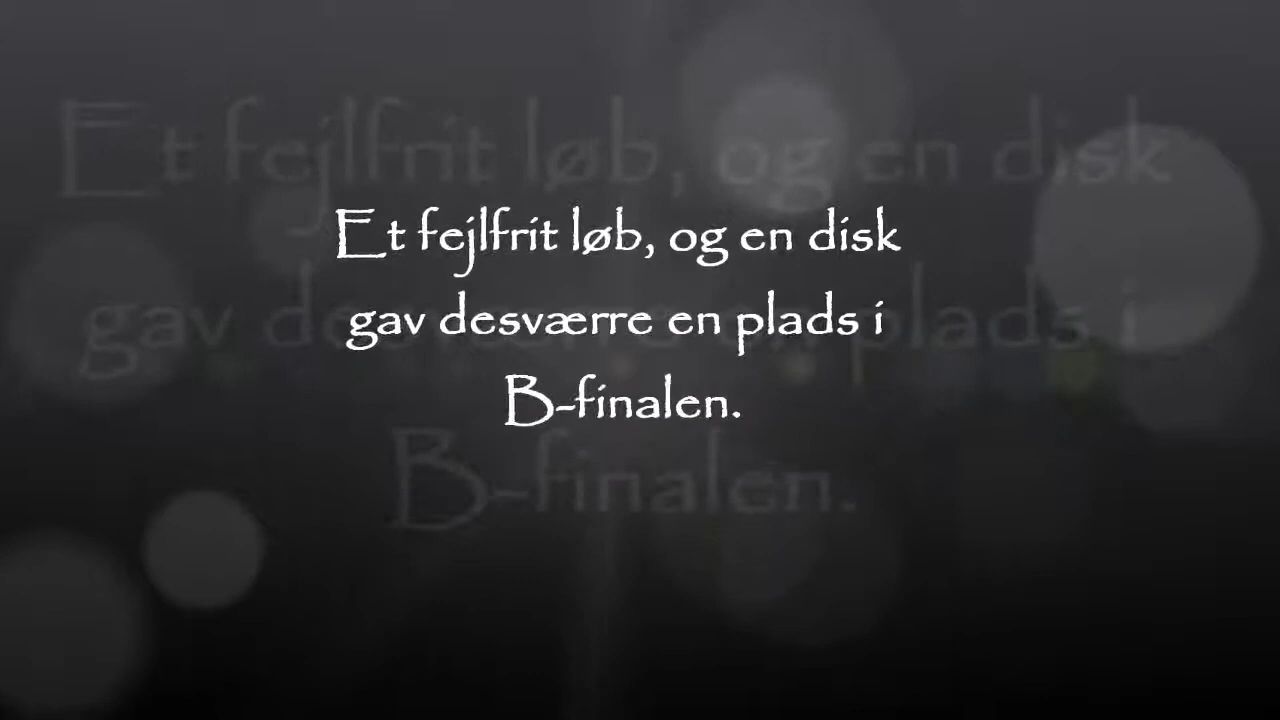 Et fejlfrit løb, og en disk
gav desværre en plads i
B-finalen.